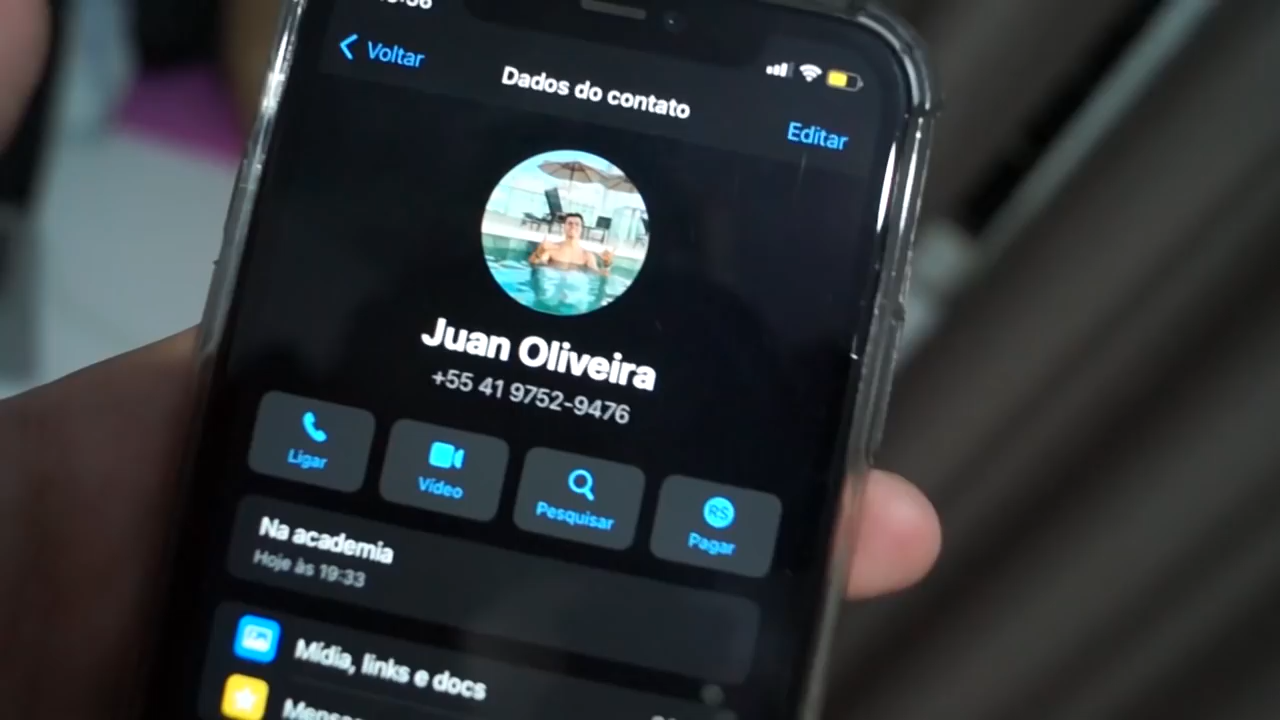 Voltar
Dados do contato
Editar
Juan Oliveira
+55 41 9752-9476
Ligar
Vídeo
Pesquisar
R$
Pagar
Na academia
Hoje às 19:33
Mídia, links e docs